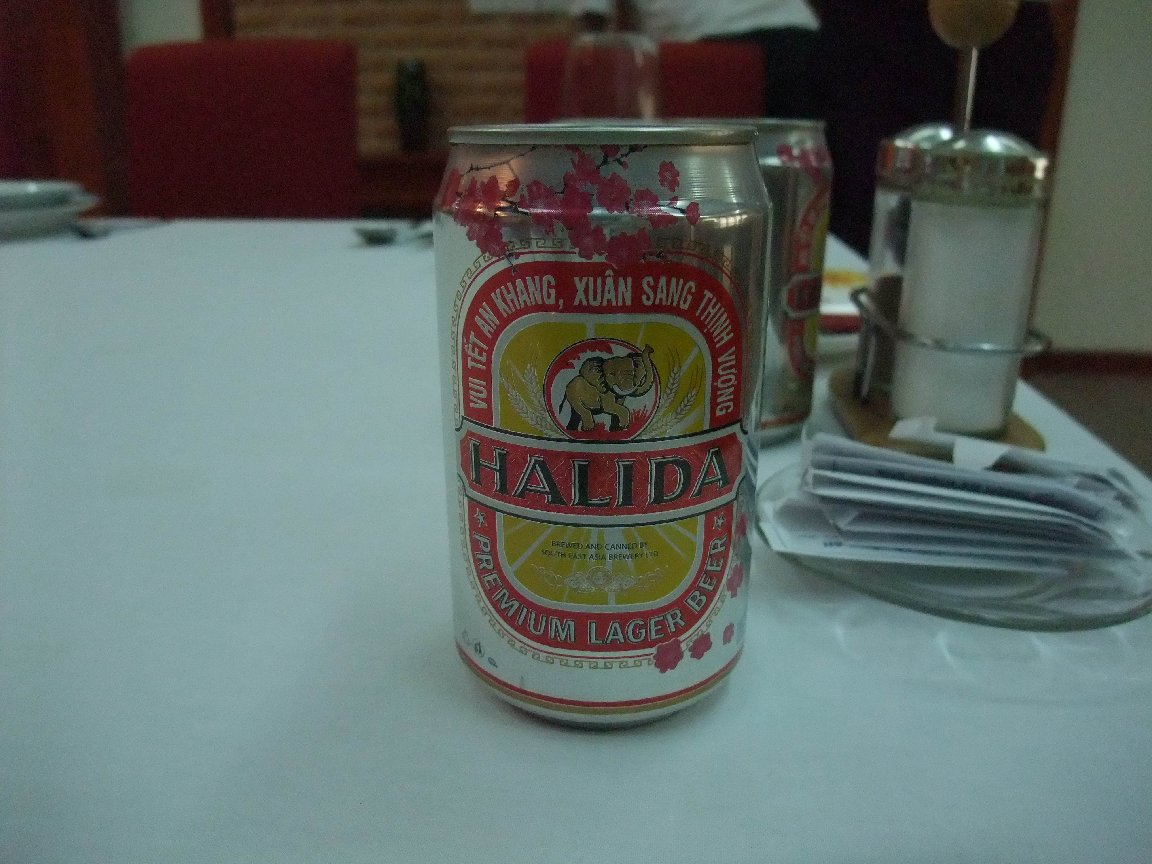 VUI TẾT AN KHANG, XUÂN SANG THỊNH VƯỢNG
HALIDA
BREWED AND CANNED BY
SOUTH EAST ASIA BREWERY LTD
PREMIUM LAGER BEER